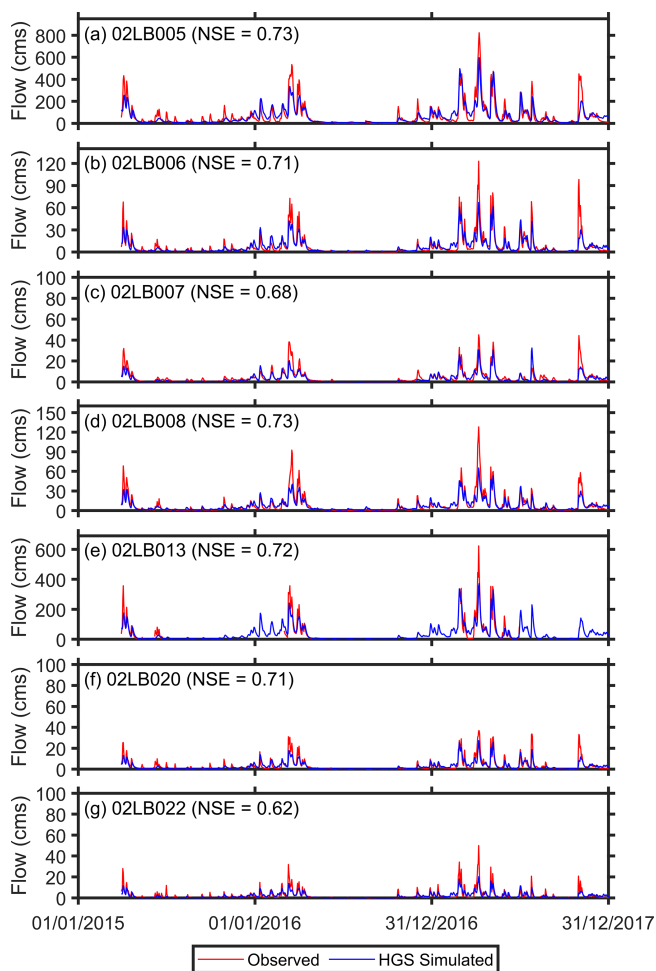 (a) 02LB005 (NSE = 0.73)
Flow (cms)
800
600
400
200
0
(b) 02LB006 (NSE = 0.71)
Flow (cms)
120
90
60
30
0
(c) 02LB007 (NSE = 0.68)
Flow (cms)
100
80
60
40
20
0
(d) 02LB008 (NSE = 0.73)
Flow (cms)
150
120
90
60
30
0
(e) 02LB013 (NSE = 0.72)
Flow (cms)
600
400
200
0
(f) 02LB020 (NSE = 0.71)
Flow (cms)
100
80
60
40
20
0
(g) 02LB022 (NSE = 0.62)
Flow (cms)
100
80
60
40
20
0
01/01/2015 01/01/2016 31/12/2016 31/12/2017
Observed HGS Simulated